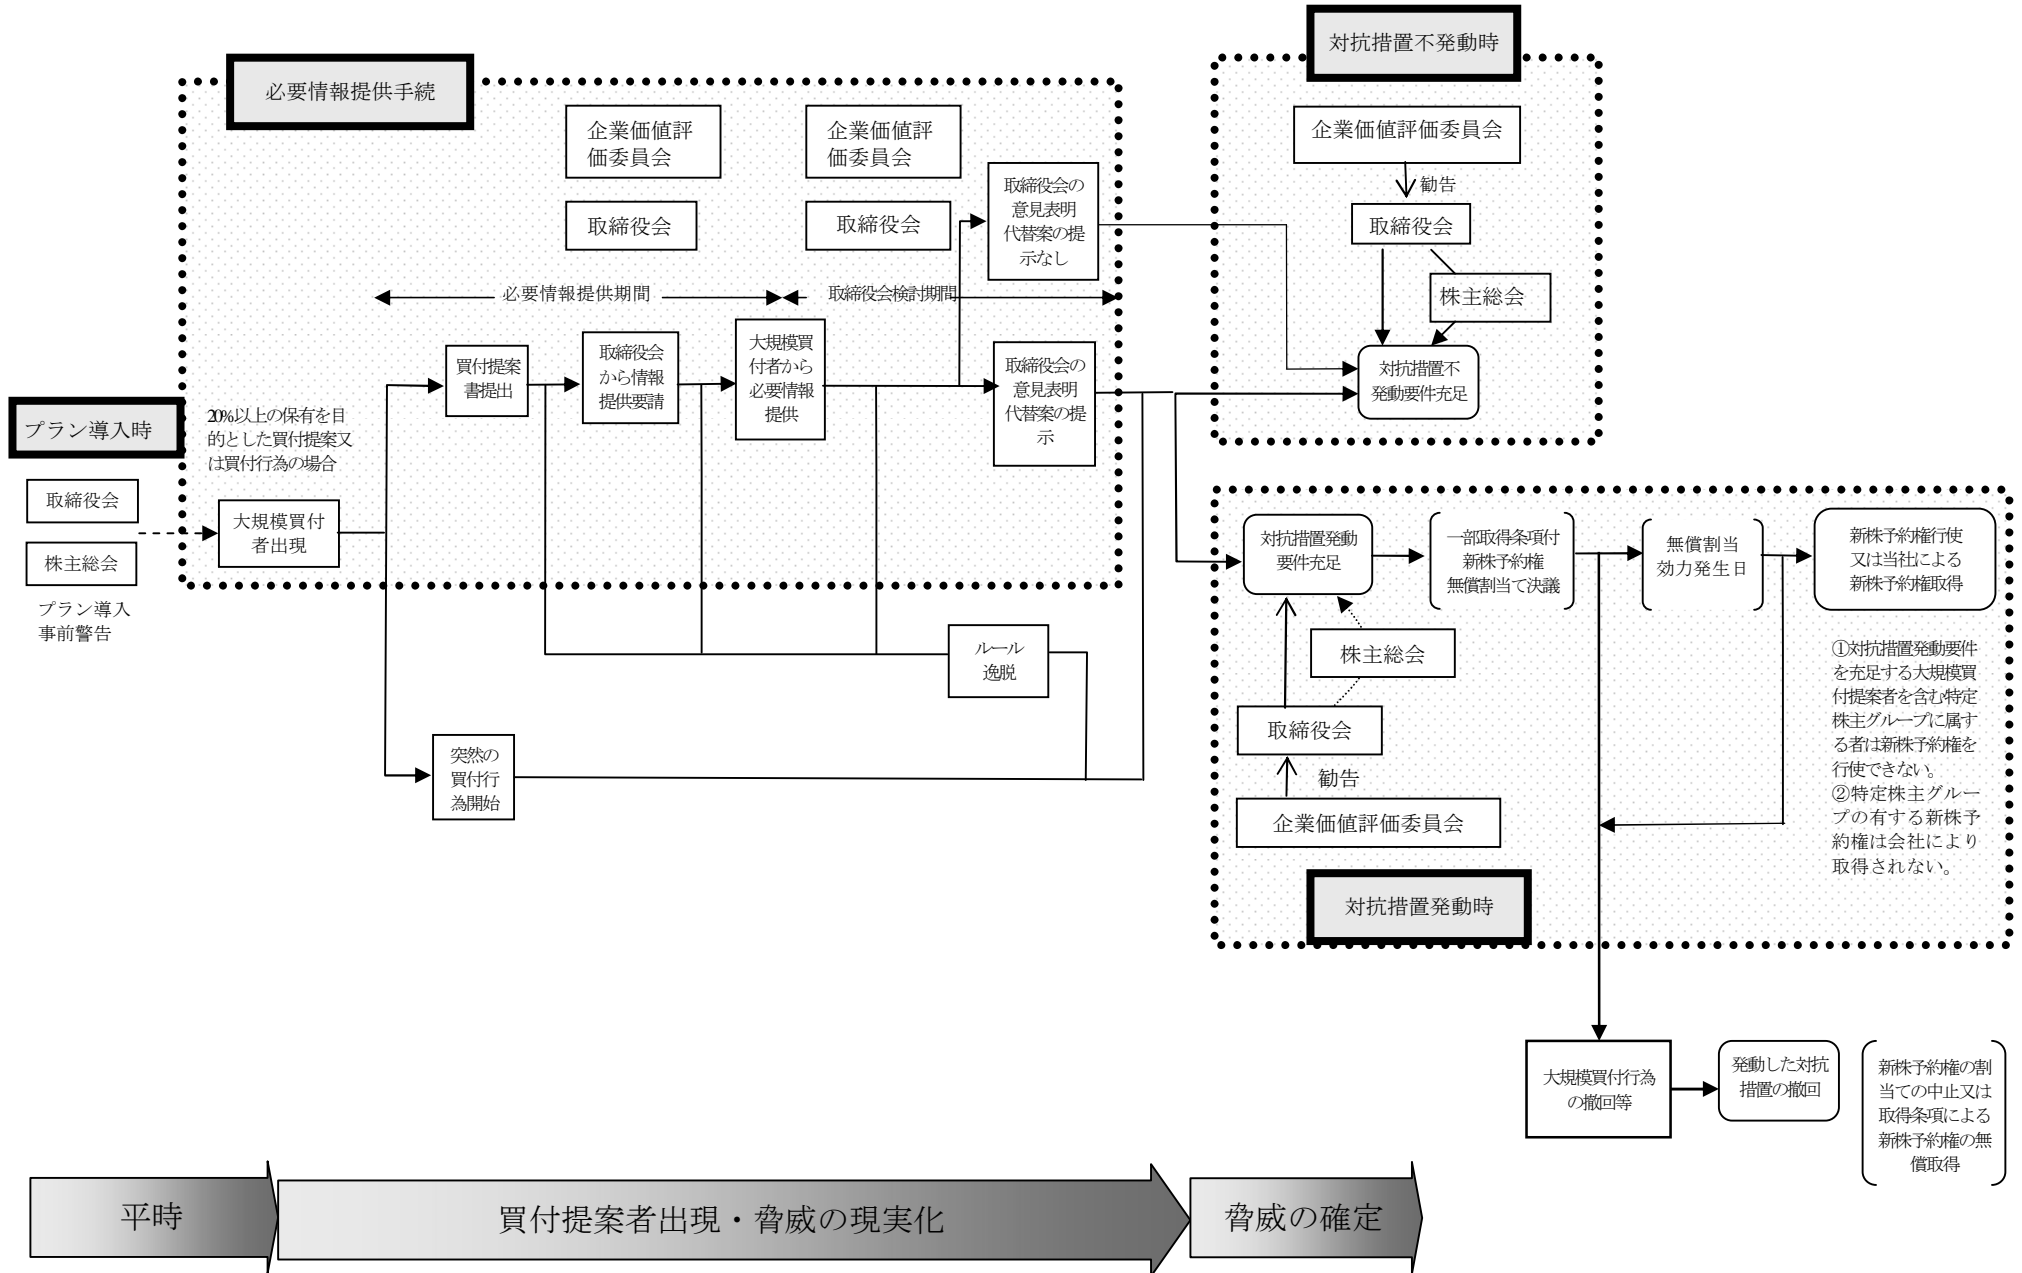 対抗措置不発動時
必要情報提供手続
企業価値評
価委員会
企業価値評
価委員会
企業価値評価委員会
勧告
取締役会
取締役会
取締役会の
意見表明
代替案の提
示なし
取締役会
株主総会
必要情報提供期間
取締役会検討期間
買付提案
書提出
取締役会
から情報
提供要請
大規模買
付者から
必要情報
提供
取締役会の
意見表明
代替案の提
示
対抗措置不
発動要件充足
プラン導入時
20%以上の保有を目
的とした買付提案又
は買付行為の場合
取締役会
株主総会
プラン導入
事前警告
大規模買付
者出現
ルール
逸脱
突然の
買付行
為開始
対抗措置発動
要件充足
一部取得条項付
新株予約権
無償割当て決議
無償割当
効力発生日
新株予約権行使
又は当社による
新株予約権取得
株主総会
取締役会
勧告
企業価値評価委員会
対抗措置発動時
①対抗措置発動要件
を充足する大規模買
付提案者を含む特定
株主グループに属す
る者は新株予約権を
行使できない。
②特定株主グルー
プの有する新株予
約権は会社により
取得されない。
大規模買付行為
の撤回等
発動した対抗
措置の撤回
新株予約権の割
当ての中止又は
取得条項による
新株予約権の無
償取得
平時
買付提案者出現・脅威の現実化
脅威の確定